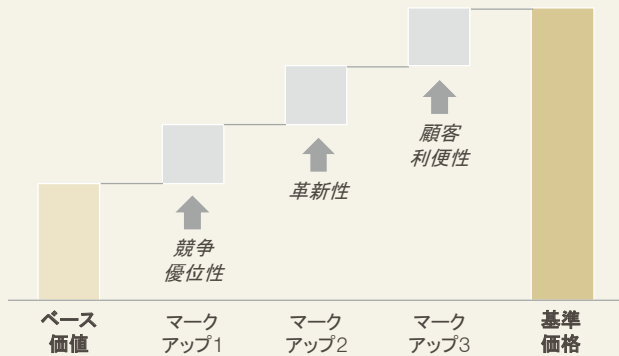 顧客
利便性
革新性
競争
優位性
ベース
価値
マーク
アップ1
マーク
アップ2
マーク
アップ3
基準
価格